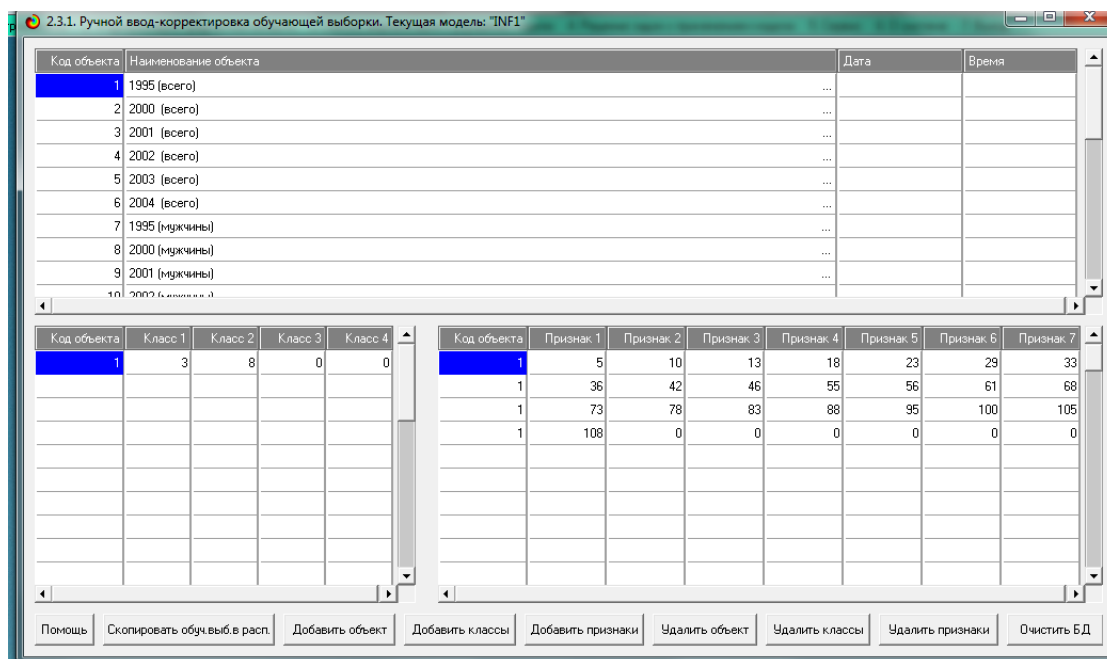 2.3.1. Ручной ввод-корректировка обучающей выборки. Текущая модель: "INF1"
Код объекта Наименование объекта Дата Время
1 1995 (всего) ...
2 2000 (всего) ...
3 2001 (всего) ...
4 2002 (всего) ...
5 2003 (всего) ...
6 2004 (всего) ...
7 1995 (мужчины) ...
8 2000 (мужчины) ...
9 2001 (мужчины) ...
10 2002 (мужчины)
Код объекта Класс 1 Класс 2 Класс 3 Класс 4
1 3 8 0 0
Код объекта Признак 1 Признак 2 Признак 3 Признак 4 Признак 5 Признак 6 Признак 7
1 5 10 13 18 23 29 33
1 36 42 46 55 56 61 68
1 73 78 83 88 95 100 105
1 108 0 0 0 0 0 0
Помощь Скопировать обуч.выб.в расп. Добавить объект Добавить классы Добавить признаки Удалить объект Удалить классы Удалить признаки Очистить БД